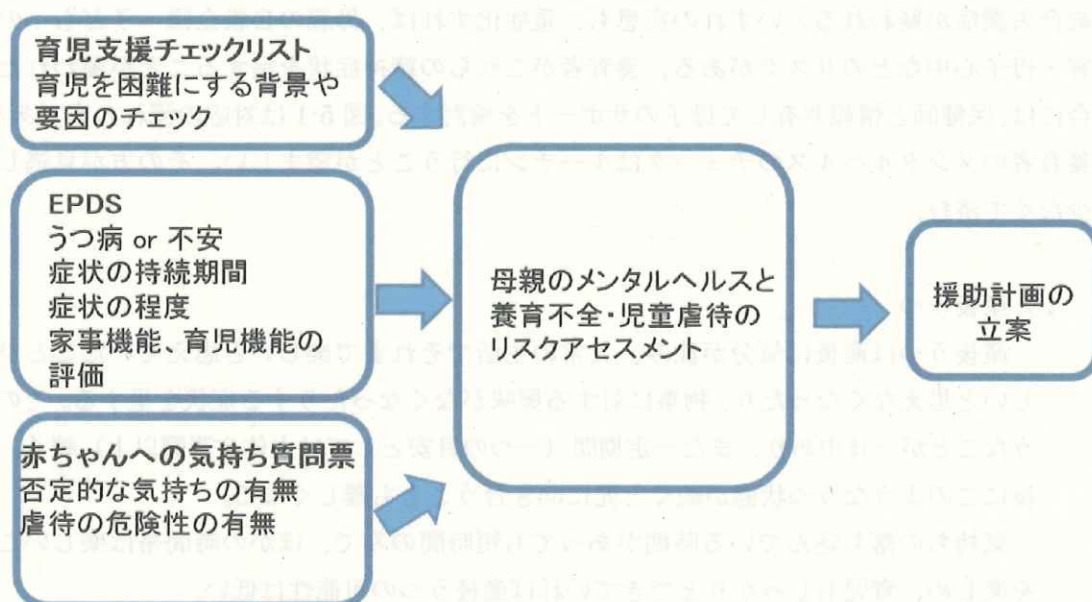 育児支援チェックリスト
育児を困難にする背景や
要因のチェック
EPDS
うつ病 or 不安
症状の持続期間
症状の程度
家事機能、育児機能の
評価
赤ちゃんへの気持ち質問票
否定的な気持ちの有無
虐待の危険性の有無
母親のメンタルヘルスと
養育不全・児童虐待の
リスクアセスメント
援助計画の
立案